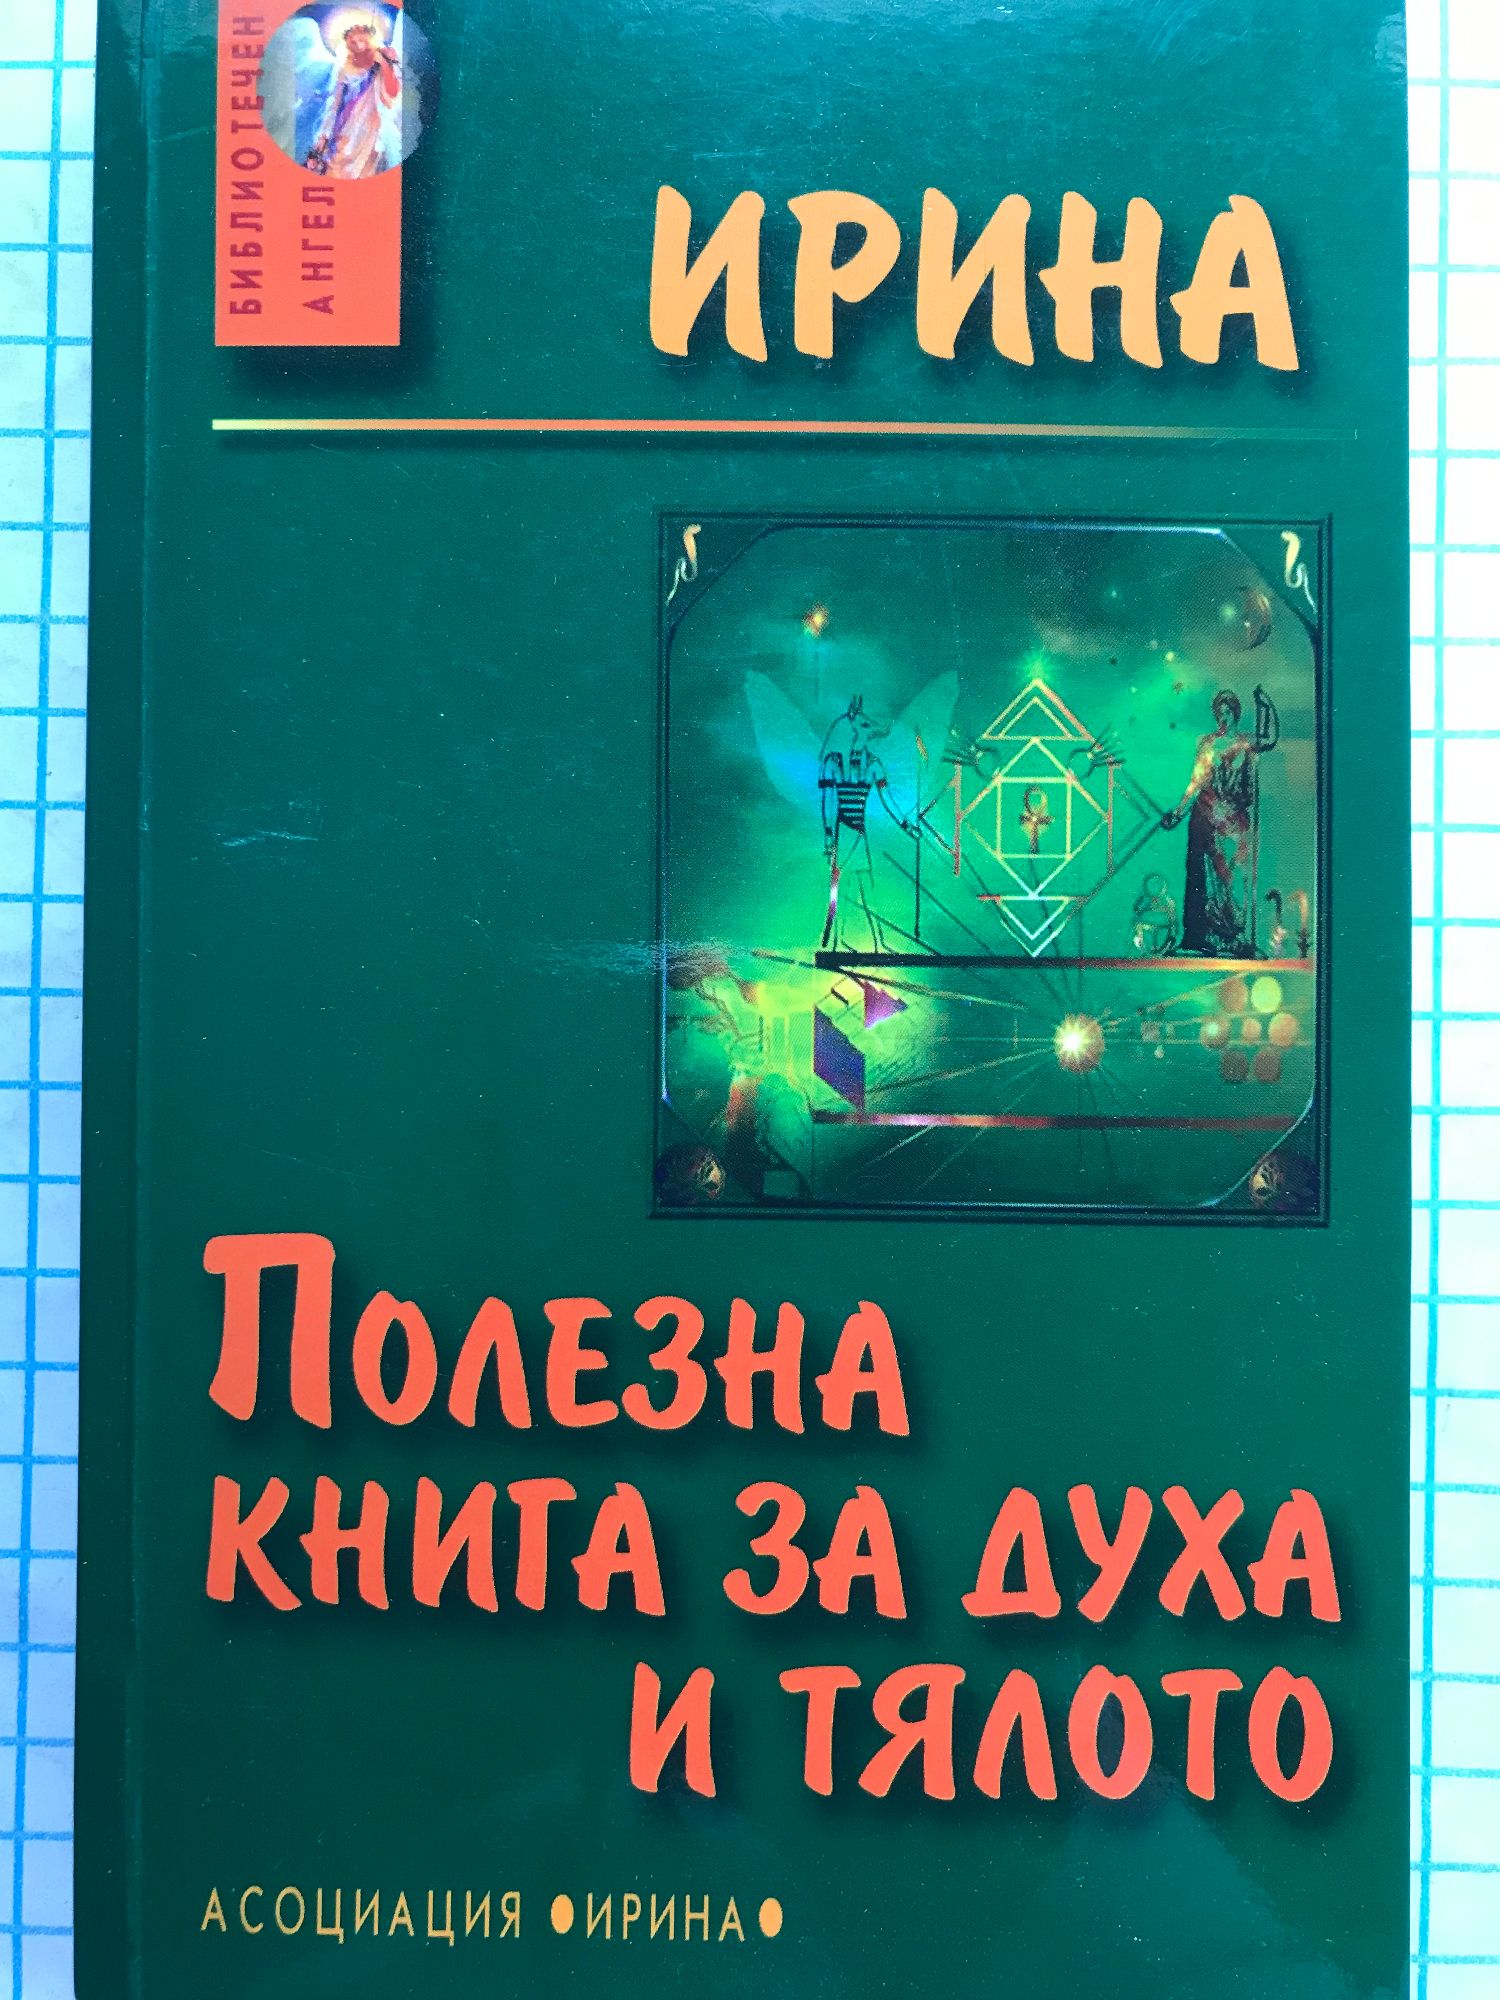 БИБЛИОТЕЧЕН
АНГЕЛ
ИРИНА
ПОЛЕЗНА
КНИГА ЗА ДУХА
И ТЯЛОТО
АСОЦИАЦИЯ •ИРИНА•